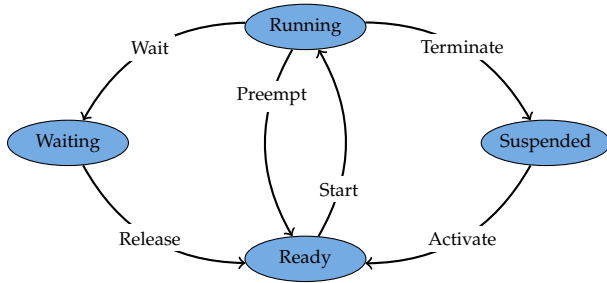 Running
Wait
Terminate
Preempt
Waiting
Suspended
Start
Release
Activate
Ready